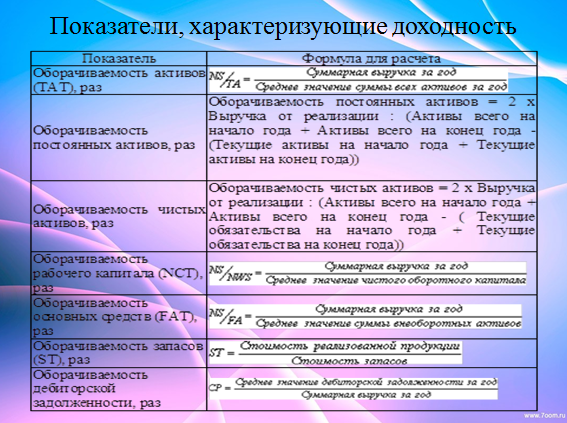 Показатели, характеризующие доходность
Показатель Формула для расчета
Оборачиваемость активов
(TAT), раз
NS/TA = Суммарная выручка за год
Среднее значение суммы всех активов за год
Оборачиваемость
постоянных активов, раз
Оборачиваемость постоянных активов = 2 х
Выручка от реализации : (Активы всего на
начало года + Активы всего на конец года -
(Текущие активы на начало года + Текущие
активы на конец года))
Оборачиваемость чистых
активов, раз
Оборачиваемость чистых активов = 2 х Выручка
от реализации : (Активы всего на начало года +
Активы всего на конец года - ( Текущие
обязательства на начало года + Текущие
обязательства на конец года))
Оборачиваемость
рабочего капитала (NCT),
раз
NS/NWS = Суммарная выручка за год
Среднее значение чистого оборотного капитала
Оборачиваемость
основных средств (FAT),
раз
NS/FA = Суммарная выручка за год
Среднее значение суммы внеоборотных активов
Оборачиваемость запасов
(ST), раз
ST = Стоимость реализованной продукции
Стоимость запасов
Оборачиваемость
дебиторской
задолженности, раз
CP = Среднее значение дебиторской задолженности за год
Суммарная выручка за год
www.7oom.ru